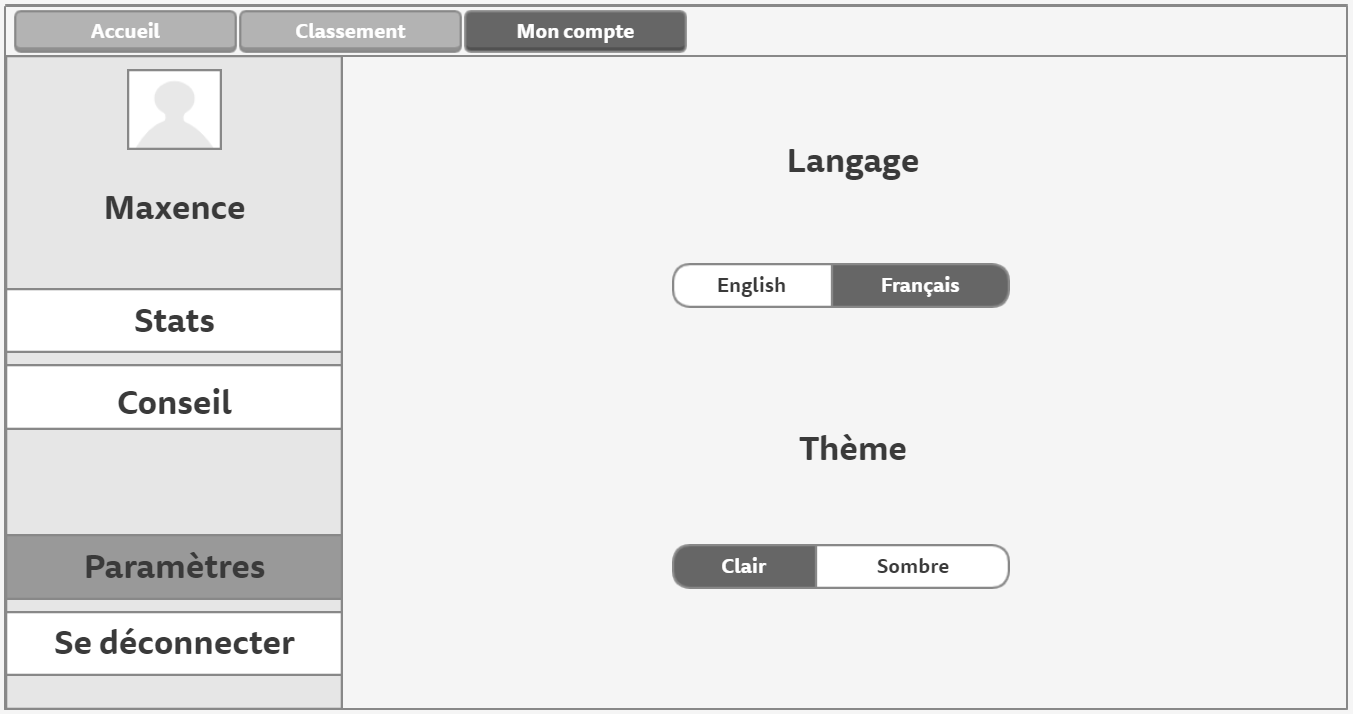 Accueil
Classement
Mon compte
Maxence
Stats
Conseil
Paramètres
Se déconnecter
Langage
English
Français
Thème
Clair
Sombre